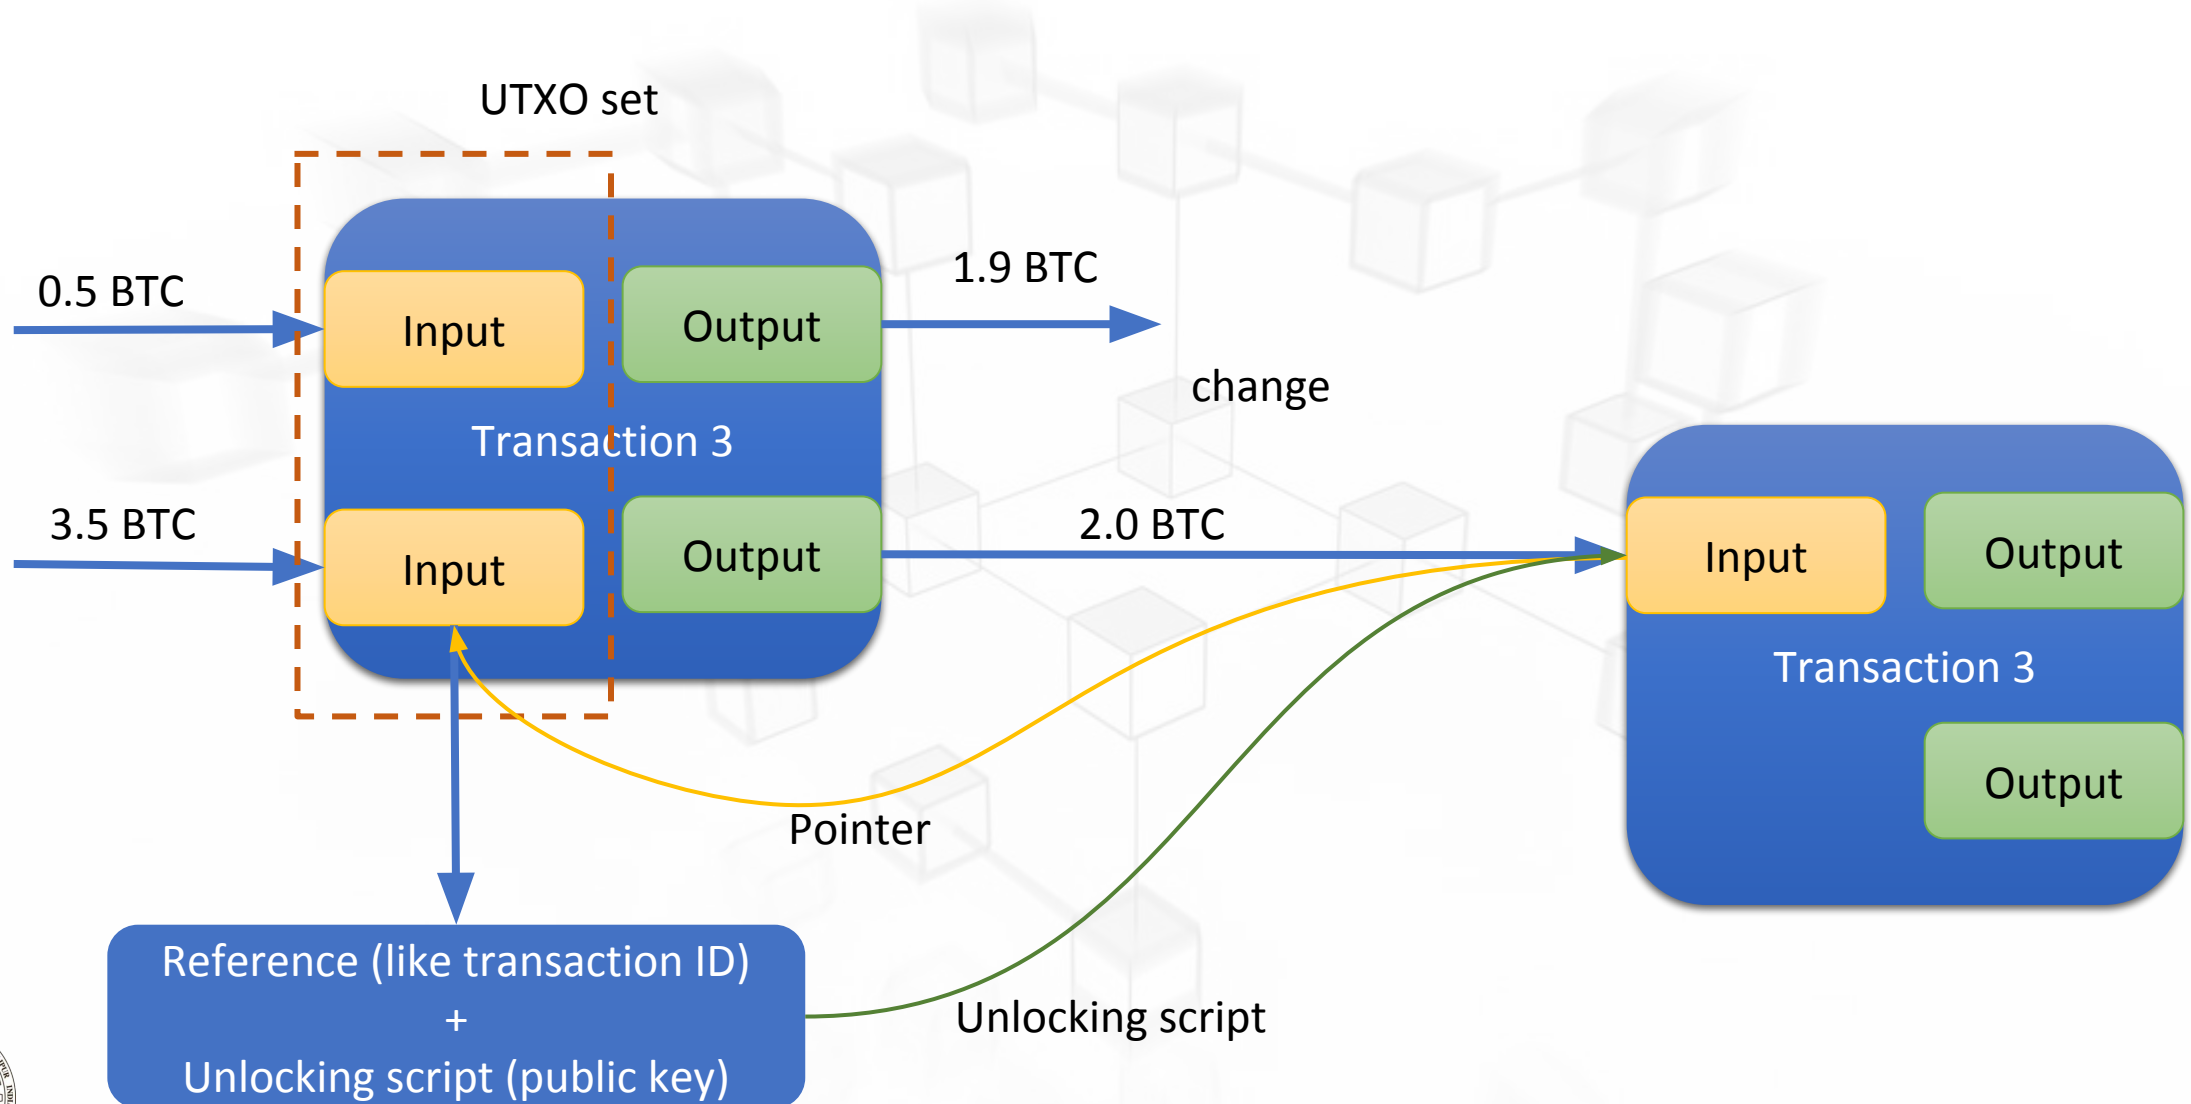 UTXO set
0.5 BTC
Input
Output
1.9 BTC
change
Transaction 3
3.5 BTC
Input
Output
2.0 BTC
Input
Output
Transaction 3
Output
Pointer
Reference (like transaction ID)
+
Unlocking script (public key)
Unlocking script